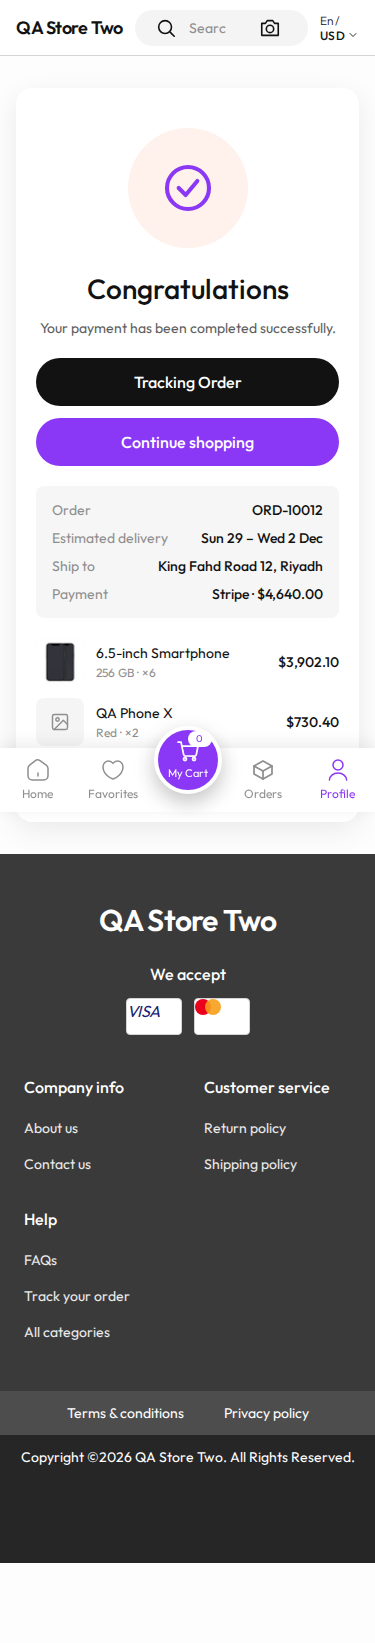 QA Store Two
Searc
En /
USD
Congratulations
Your payment has been completed successfully.
Tracking Order
Continue shopping
Order ORD-10012
Estimated delivery Sun 29 – Wed 2 Dec
Ship to King Fahd Road 12, Riyadh
Payment Stripe · $4,640.00
6.5-inch Smartphone
256 GB · ×6
$3,902.10
QA Phone X
Red · ×2
$730.40
0
My Cart
Home
Favorites
Orders
Profile
QA Store Two
We accept
VISA
Company info
About us
Contact us
Customer service
Return policy
Shipping policy
Help
FAQs
Track your order
All categories
Terms & conditions
Privacy policy
Copyright ©2026 QA Store Two. All Rights Reserved.